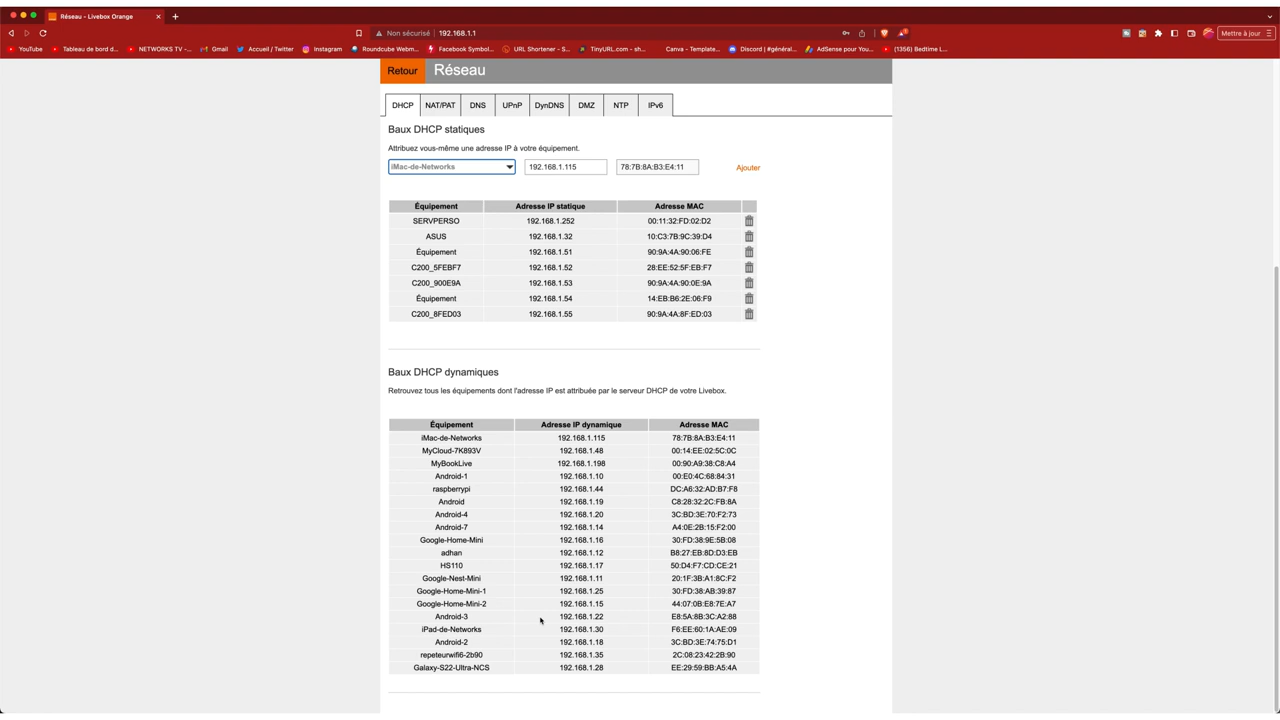 Réseau - Livebox Orange
Non sécurisé 192.168.1.1
Mettre à jour
YouTube Tableau de bord d... NETWORKS TV -... Gmail Accueil / Twitter Instagram Roundcube Webm... Facebook Symbol... URL Shortener - S... TinyURL.com - sh... Canva - Template... Discord | #général... AdSense pour You... (1356) Bedtime L...
Retour Réseau
DHCP NAT/PAT DNS UPnP DynDNS DMZ NTP IPv6
Baux DHCP statiques
Attribuez vous-même une adresse IP à votre équipement.
iMac-de-Networks 192.168.1.115 78:7B:8A:B3:E4:11 Ajouter
Équipement Adresse IP statique Adresse MAC
SERVPERSO 192.168.1.252 00:11:32:FD:02:D2
ASUS 192.168.1.32 10:C3:7B:9C:39:D4
Équipement 192.168.1.51 90:9A:4A:90:06:FE
C200_5FEBF7 192.168.1.52 28:EE:52:5F:EB:F7
C200_900E9A 192.168.1.53 90:9A:4A:90:0E:9A
Équipement 192.168.1.54 14:EB:B6:2E:06:F9
C200_8FED03 192.168.1.55 90:9A:4A:8F:ED:03
Baux DHCP dynamiques
Retrouvez tous les équipements dont l'adresse IP est attribuée par le serveur DHCP de votre Livebox.
Équipement Adresse IP dynamique Adresse MAC
iMac-de-Networks 192.168.1.115 78:7B:8A:B3:E4:11
MyCloud-7K893V 192.168.1.48 00:14:EE:02:5C:0C
MyBookLive 192.168.1.198 00:90:A9:38:C8:A4
Android-1 192.168.1.10 00:E0:4C:68:84:31
raspberrypi 192.168.1.44 DC:A6:32:AD:B7:F8
Android 192.168.1.19 C8:28:32:2C:FB:8A
Android-4 192.168.1.20 3C:BD:3E:70:F2:73
Android-7 192.168.1.14 A4:0E:2B:15:F2:00
Google-Home-Mini 192.168.1.16 30:FD:38:9E:5B:08
adhan 192.168.1.12 B8:27:EB:8D:D3:EB
HS110 192.168.1.17 50:D4:F7:CD:CE:21
Google-Nest-Mini 192.168.1.11 20:1F:3B:A1:8C:F2
Google-Home-Mini-1 192.168.1.25 30:FD:38:AB:39:87
Google-Home-Mini-2 192.168.1.15 44:07:0B:E8:7E:A7
Android-3 192.168.1.22 E8:5A:8B:3C:A2:88
iPad-de-Networks 192.168.1.30 F6:EE:60:1A:AE:09
Android-2 192.168.1.18 3C:BD:3E:74:75:D1
repeteurwifi6-2b90 192.168.1.35 2C:08:23:42:2B:90
Galaxy-S22-Ultra-NCS 192.168.1.28 EE:29:59:BB:A5:4A